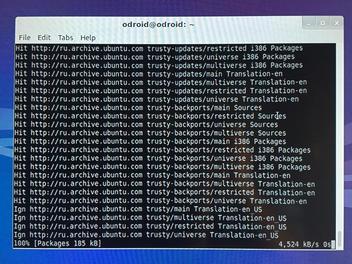 odroid@odroid: ~
File Edit Tabs Help
Hit http://ru.archive.ubuntu.com trusty-updates/restricted i386 Packages
Hit http://ru.archive.ubuntu.com trusty-updates/universe i386 Packages
Hit http://ru.archive.ubuntu.com trusty-updates/multiverse i386 Packages
Hit http://ru.archive.ubuntu.com trusty-updates/main Translation-en
Hit http://ru.archive.ubuntu.com trusty-updates/multiverse Translation-en
Hit http://ru.archive.ubuntu.com trusty-updates/restricted Translation-en
Hit http://ru.archive.ubuntu.com trusty-updates/universe Translation-en
Hit http://ru.archive.ubuntu.com trusty-backports/main Sources
Hit http://ru.archive.ubuntu.com trusty-backports/restricted Sources
Hit http://ru.archive.ubuntu.com trusty-backports/universe Sources
Hit http://ru.archive.ubuntu.com trusty-backports/multiverse Sources
Hit http://ru.archive.ubuntu.com trusty-backports/main i386 Packages
Hit http://ru.archive.ubuntu.com trusty-backports/restricted i386 Packages
Hit http://ru.archive.ubuntu.com trusty-backports/universe i386 Packages
Hit http://ru.archive.ubuntu.com trusty-backports/multiverse i386 Packages
Hit http://ru.archive.ubuntu.com trusty-backports/main Translation-en
Hit http://ru.archive.ubuntu.com trusty-backports/multiverse Translation-en
Hit http://ru.archive.ubuntu.com trusty-backports/restricted Translation-en
Hit http://ru.archive.ubuntu.com trusty-backports/universe Translation-en
Ign http://ru.archive.ubuntu.com trusty/main Translation-en_US
Ign http://ru.archive.ubuntu.com trusty/multiverse Translation-en_US
Ign http://ru.archive.ubuntu.com trusty/restricted Translation-en_US
Ign http://ru.archive.ubuntu.com trusty/universe Translation-en_US
100% [Packages 185 kB] 4,524 kB/s 0s